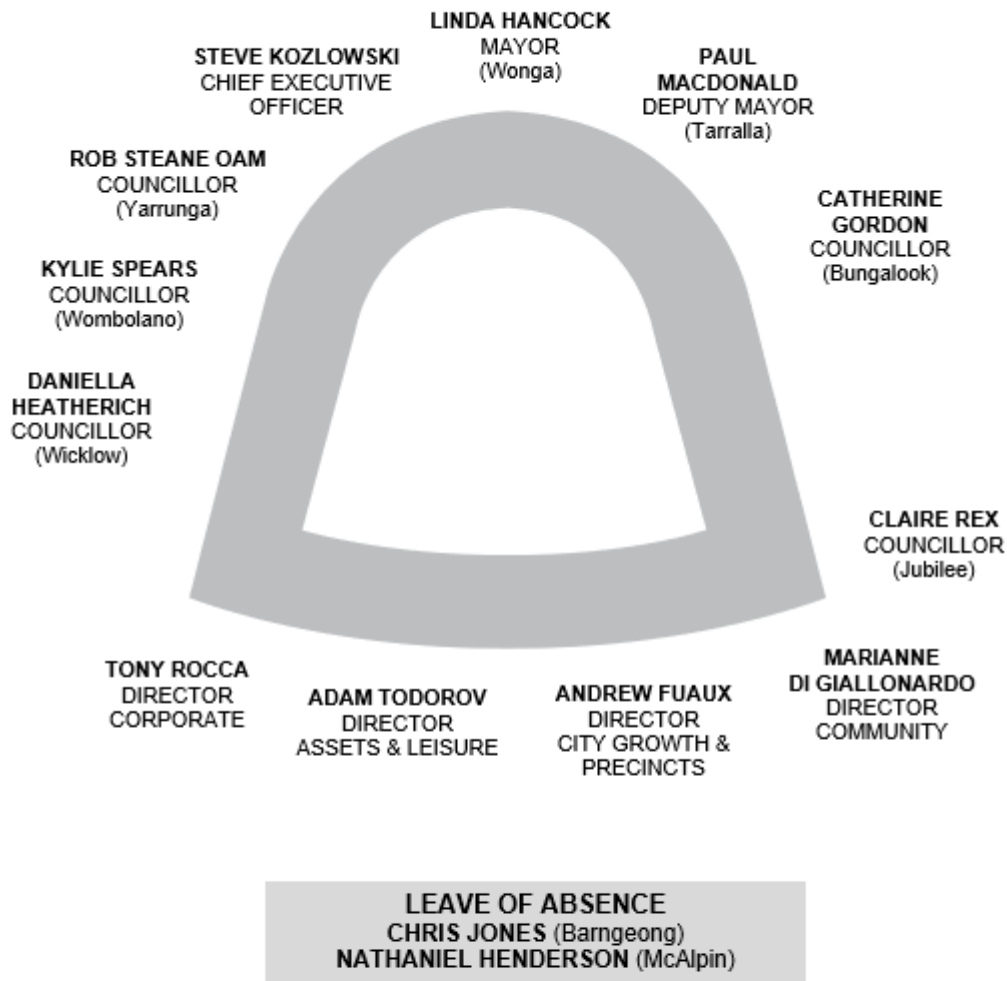 LINDA HANCOCK
MAYOR
(Wonga)
STEVE KOZLOWSKI
CHIEF EXECUTIVE
OFFICER
PAUL
MACDONALD
DEPUTY MAYOR
(Tarralla)
ROB STEANE OAM
COUNCILLOR
(Yarrunga)
CATHERINE
GORDON
COUNCILLOR
(Bungalook)
KYLIE SPEARS
COUNCILLOR
(Wombolano)
DANIELLA
HEATHERICH
COUNCILLOR
(Wicklow)
CLAIRE REX
COUNCILLOR
(Jubilee)
TONY ROCCA
DIRECTOR
CORPORATE
ADAM TODOROV
DIRECTOR
ASSETS & LEISURE
ANDREW FUAUX
DIRECTOR
CITY GROWTH &
PRECINCTS
MARIANNE
DI GIALLONARDO
DIRECTOR
COMMUNITY
LEAVE OF ABSENCE
CHRIS JONES (Barngeong)
NATHANIEL HENDERSON (McAlpin)